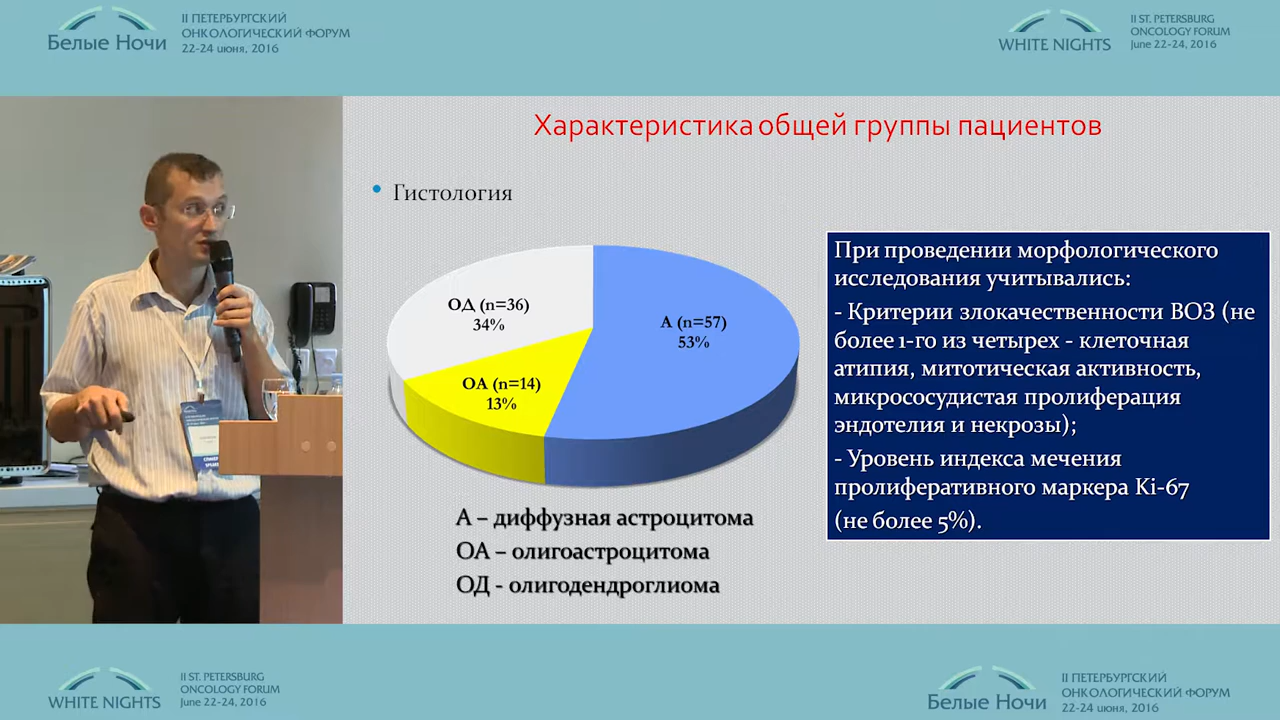 Белые Ночи
II ПЕТЕРБУРГСКИЙ
ОНКОЛОГИЧЕСКИЙ ФОРУМ
22-24 июня, 2016
WHITE NIGHTS
II ST. PETERSBURG
ONCOLOGY FORUM
June 22-24, 2016
Характеристика общей группы пациентов
• Гистология
ОД (n=36)
34%
А (n=57)
53%
ОА (n=14)
13%
А – диффузная астроцитома
ОА – олигоастроцитома
ОД - олигодендроглиома
При проведении морфологического
исследования учитывались:
- Критерии злокачественности ВОЗ (не
более 1-го из четырех - клеточная
атипия, митотическая активность,
микрососудистая пролиферация
эндотелия и некрозы);
- Уровень индекса мечения
пролиферативного маркера Ki-67
(не более 5%).
WHITE NIGHTS
II ST. PETERSBURG
ONCOLOGY FORUM
June 22-24, 2016
Белые Ночи
II ПЕТЕРБУРГСКИЙ
ОНКОЛОГИЧЕСКИЙ ФОРУМ
22-24 июня, 2016